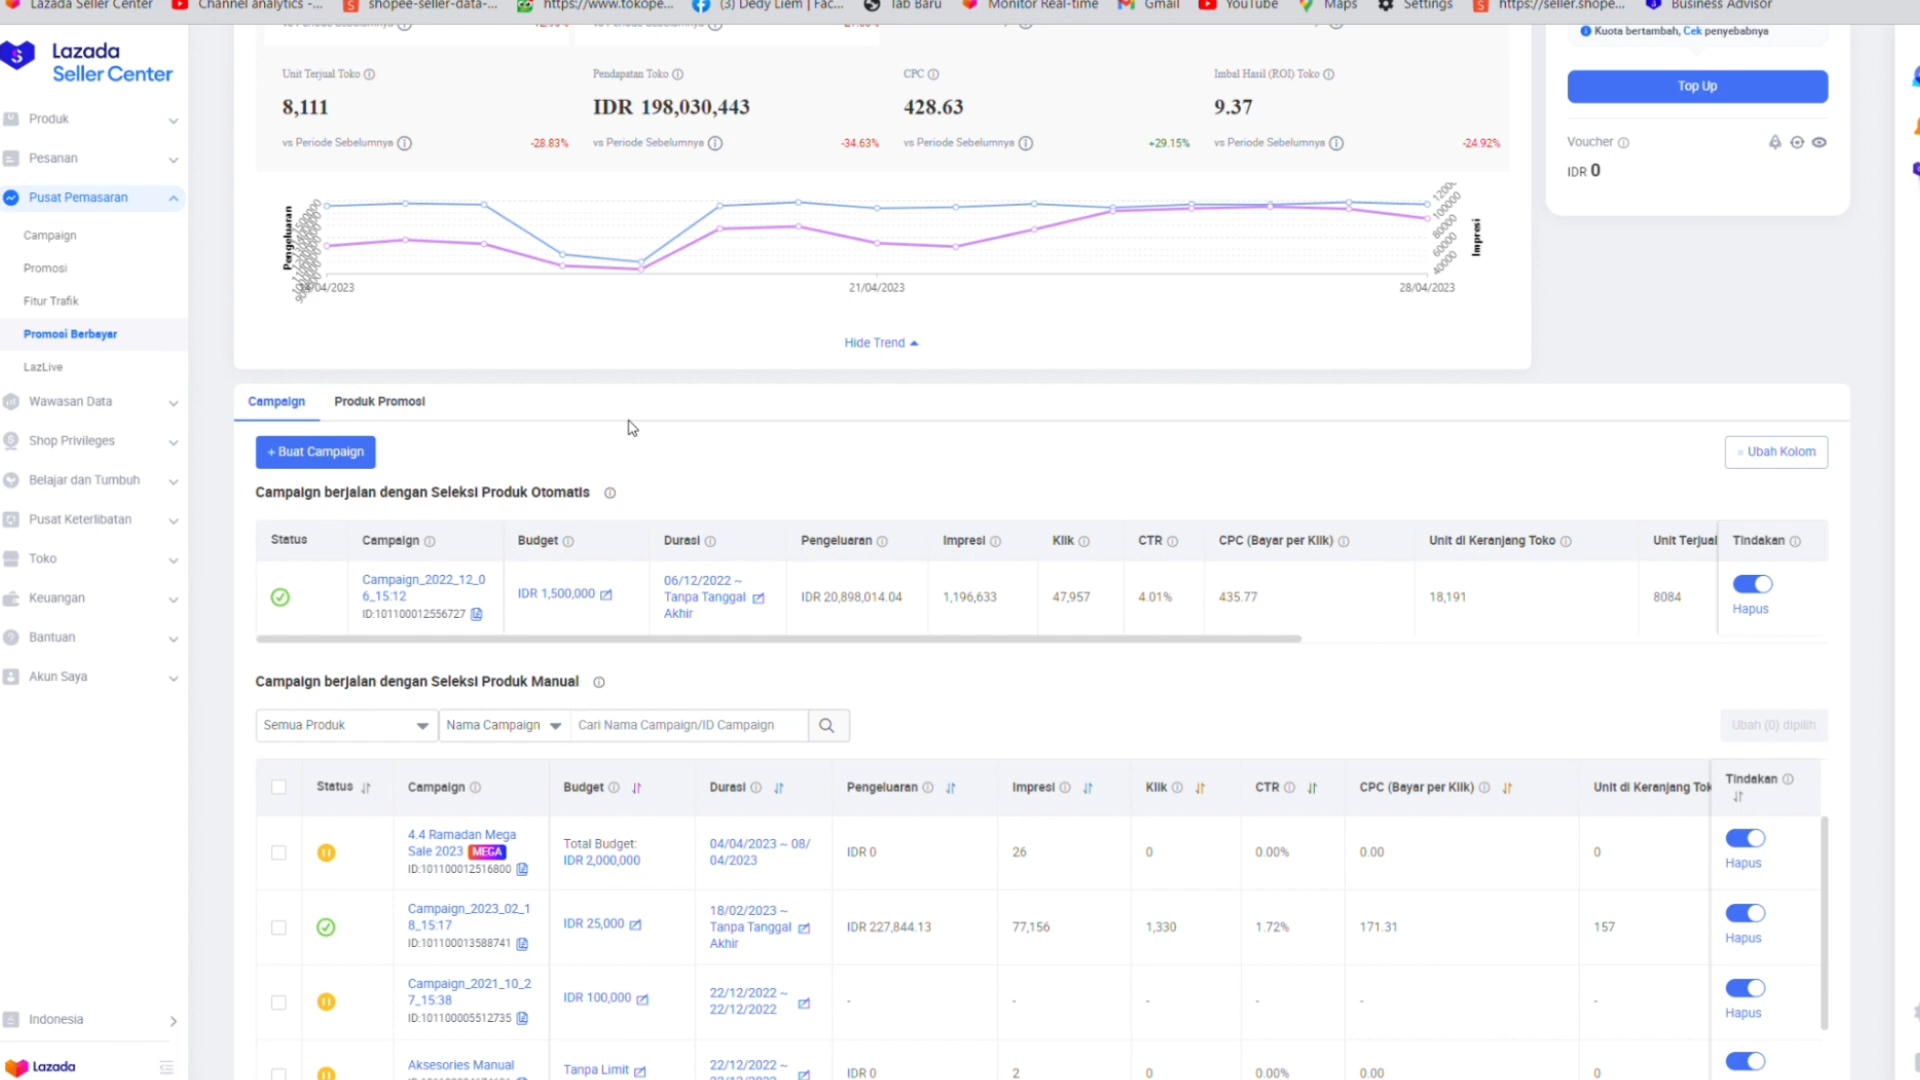 Lazada Seller Center
Channel analytics -...
shopee-seller-data-...
https://www.tokope...
(3) Dedy Liem | Fac...
Tab Baru
Monitor Real-time
Gmail
YouTube
Maps
Settings
https://seller.shope...
Business Advisor
Lazada
Seller Center
Produk
Pesanan
Pusat Pemasaran
Campaign
Promosi
Fitur Trafik
Promosi Berbayar
LazLive
Wawasan Data
Shop Privileges
Belajar dan Tumbuh
Pusat Keterlibatan
Toko
Keuangan
Bantuan
Akun Saya
Indonesia
Lazada
Unit Terjual Toko
8,111
vs Periode Sebelumnya -28.83%
Pendapatan Toko
IDR 198,030,443
vs Periode Sebelumnya -34.63%
CPC
428.63
vs Periode Sebelumnya +29.15%
Imbal Hasil (ROI) Toko
9.37
vs Periode Sebelumnya -24.92%
Kuota bertambah, Cek penyebabnya
Top Up
Voucher
IDR 0
Pengeluaran
100000
80000
60000
40000
Impresi
21/04/2023
28/04/2023
Hide Trend
Campaign Produk Promosi
+ Buat Campaign
Ubah Kolom
Campaign berjalan dengan Seleksi Produk Otomatis
Status Campaign Budget Durasi Pengeluaran Impresi Klik CTR CPC (Bayar per Klik) Unit di Keranjang Toko Unit Terjual Tindakan
Campaign_2022_12_0
6_15:12
ID:101100012556727
IDR 1,500,000
06/12/2022 ~
Tanpa Tanggal
Akhir
IDR 20,898,014.04
1,196,633
47,957
4.01%
435.77
18,191
8084
Hapus
Campaign berjalan dengan Seleksi Produk Manual
Semua Produk
Nama Campaign
Cari Nama Campaign/ID Campaign
Ubah (0) dipilih
Status Campaign Budget Durasi Pengeluaran Impresi Klik CTR CPC (Bayar per Klik) Unit di Keranjang Tok Tindakan
4.4 Ramadan Mega
Sale 2023 MEGA
ID:101100012516800
Total Budget:
IDR 2,000,000
04/04/2023 ~ 08/
04/2023
IDR 0
26
0
0.00%
0.00
0
Hapus
Campaign_2023_02_1
8_15:17
ID:101100013588741
IDR 25,000
18/02/2023 ~
Tanpa Tanggal
Akhir
IDR 227,844.13
77,156
1,330
1.72%
171.31
157
Hapus
Campaign_2021_10_2
7_15:38
ID:101100005512735
IDR 100,000
22/12/2022 ~
22/12/2022
-
-
-
-
-
-
Hapus
Aksesories Manual
Tanpa Limit
22/12/2022 ~
IDR 0
2
0
0.00%
0.00
0